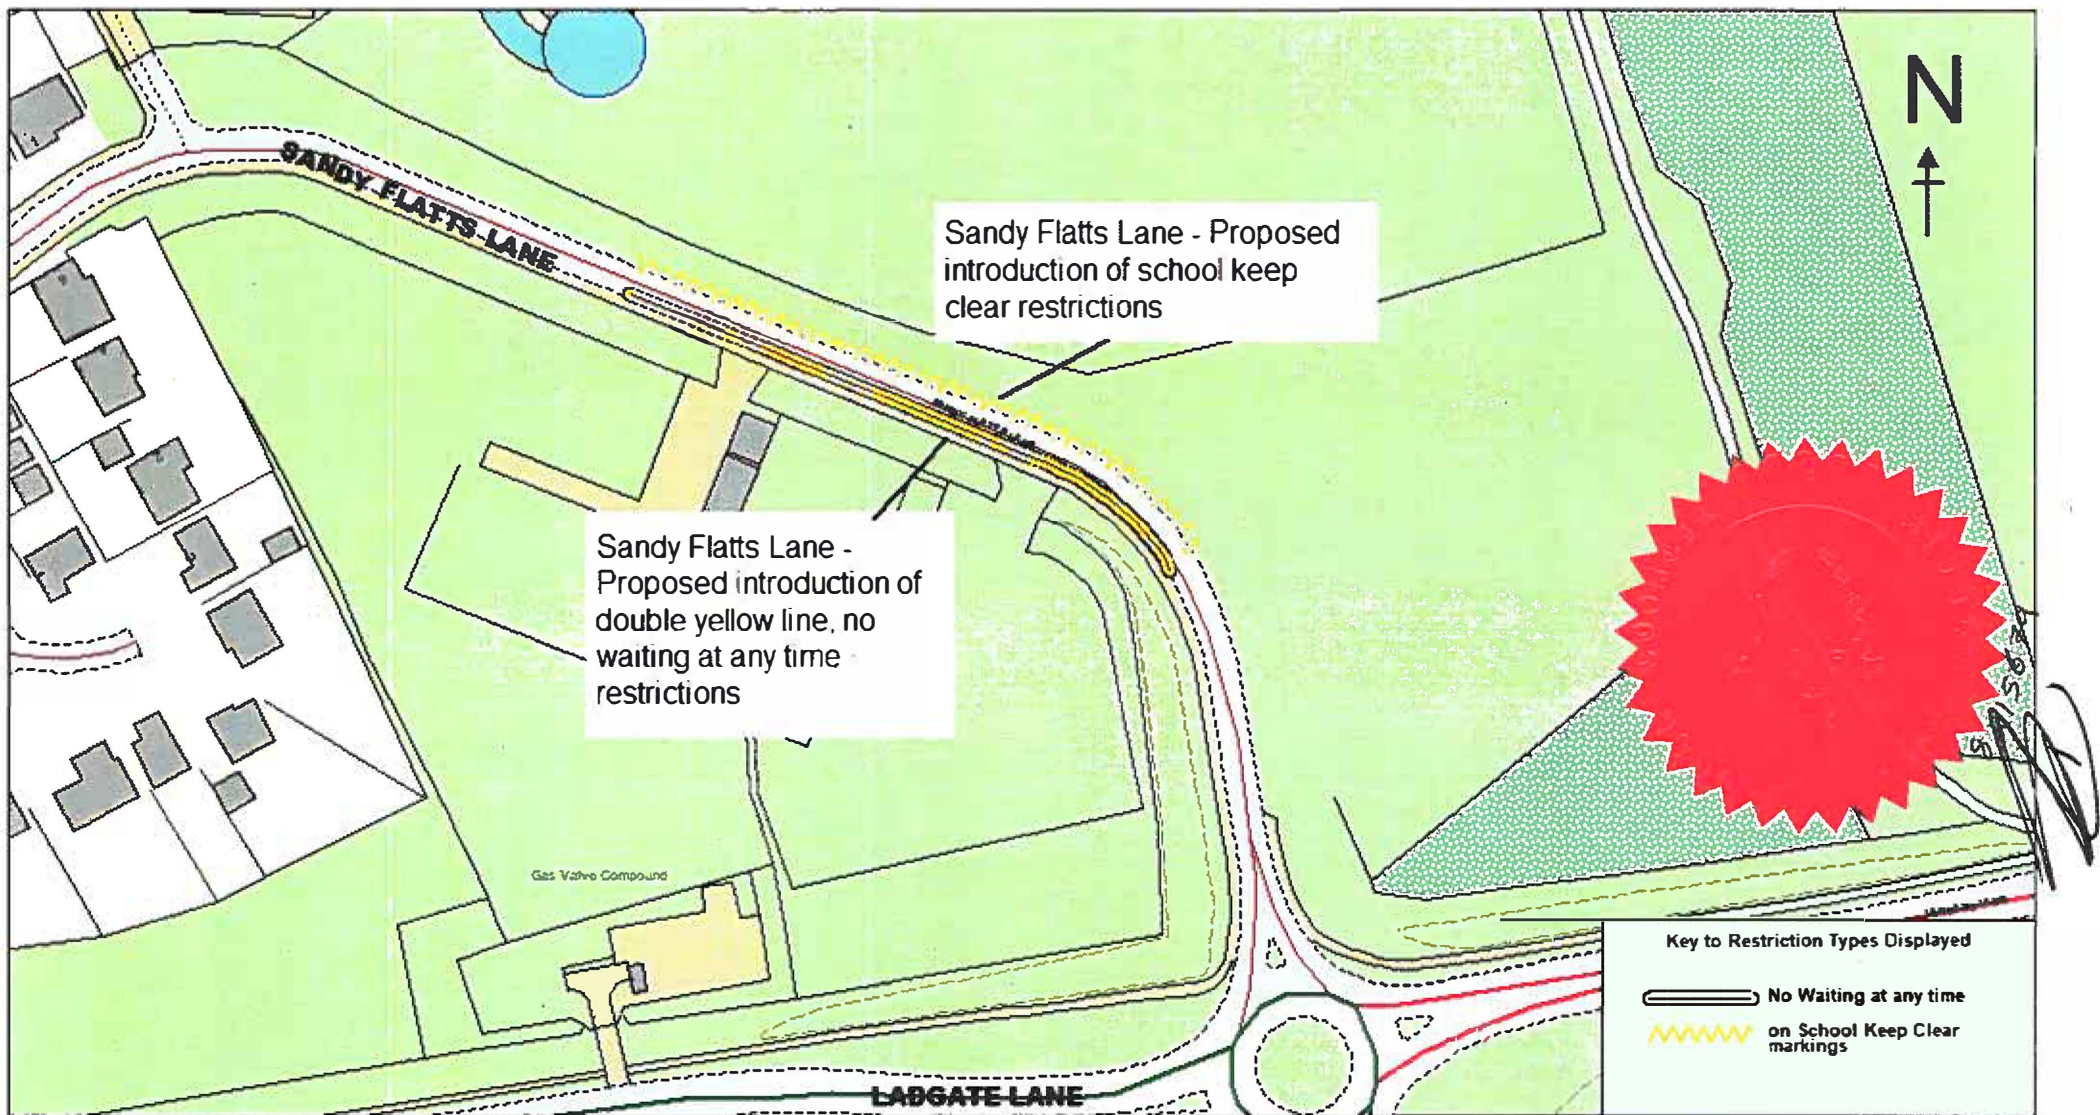 N
SANDY FLATTS LANE
Sandy Flatts Lane - Proposed
introduction of school keep
clear restrictions
Sandy Flatts Lane -
Proposed introduction of
double yellow line, no
waiting at any time
restrictions
Gas Valve Compound
LADGATE LANE
Key to Restriction Types Displayed
No Waiting at any time
on School Keep Clear
markings